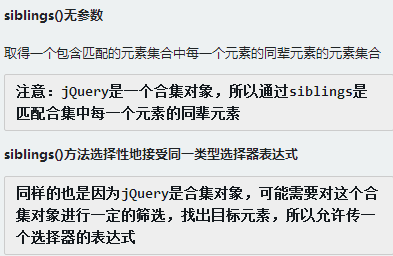 siblings()无参数
取得一个包含匹配的元素集合中每一个元素的同辈元素的元素集合
注意：jQuery是一个合集对象，所以通过siblings是
匹配合集中每一个元素的同辈元素
siblings()方法选择性地接受同一类型选择器表达式
同样的也是因为jQuery是合集对象，可能需要对这个合
集对象进行一定的筛选，找出目标元素，所以允许传一
个选择器的表达式